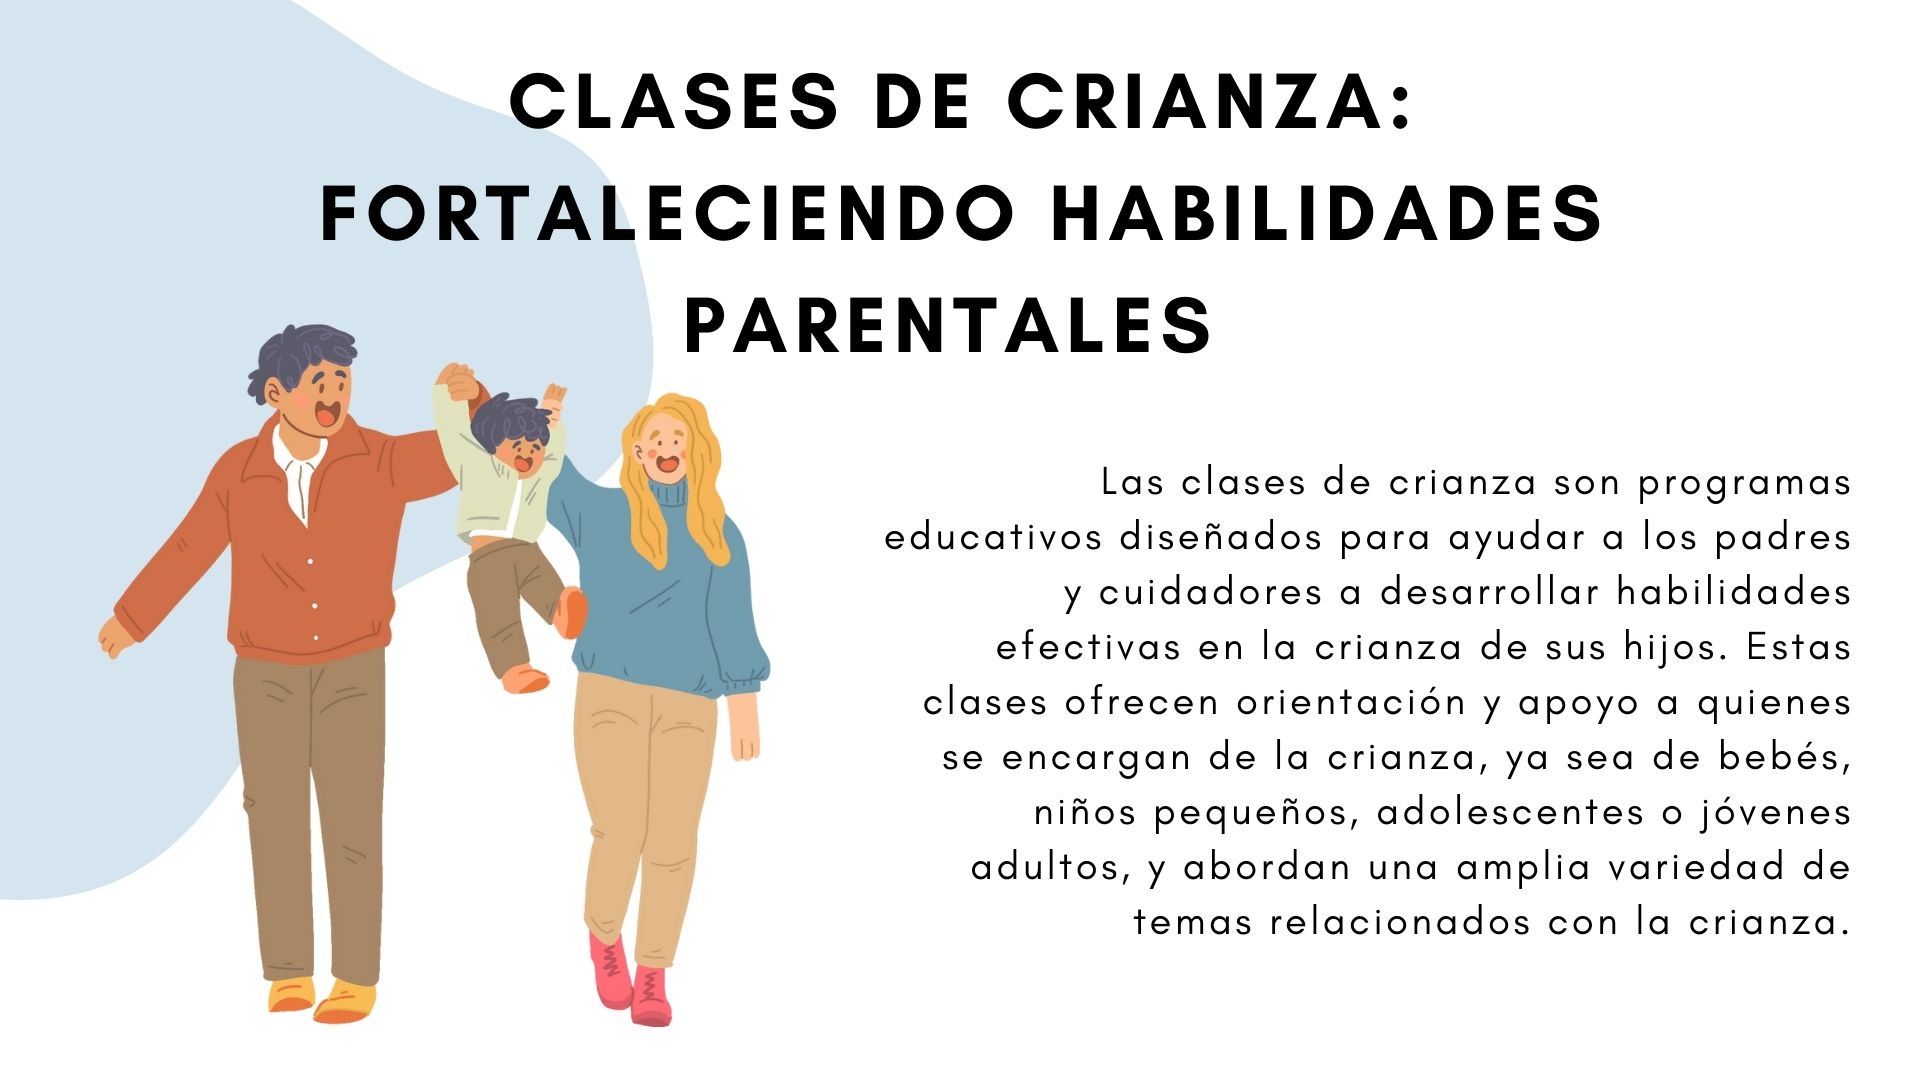 CLASES DE CRIANZA:
FORTALECIENDO HABILIDADES
PARENTALES
Las clases de crianza son programas
educativos diseñados para ayudar a los padres
y cuidadores a desarrollar habilidades
efectivas en la crianza de sus hijos. Estas
clases ofrecen orientación y apoyo a quienes
se encargan de la crianza, ya sea de bebés,
niños pequeños, adolescentes o jóvenes
adultos, y abordan una amplia variedad de
temas relacionados con la crianza.